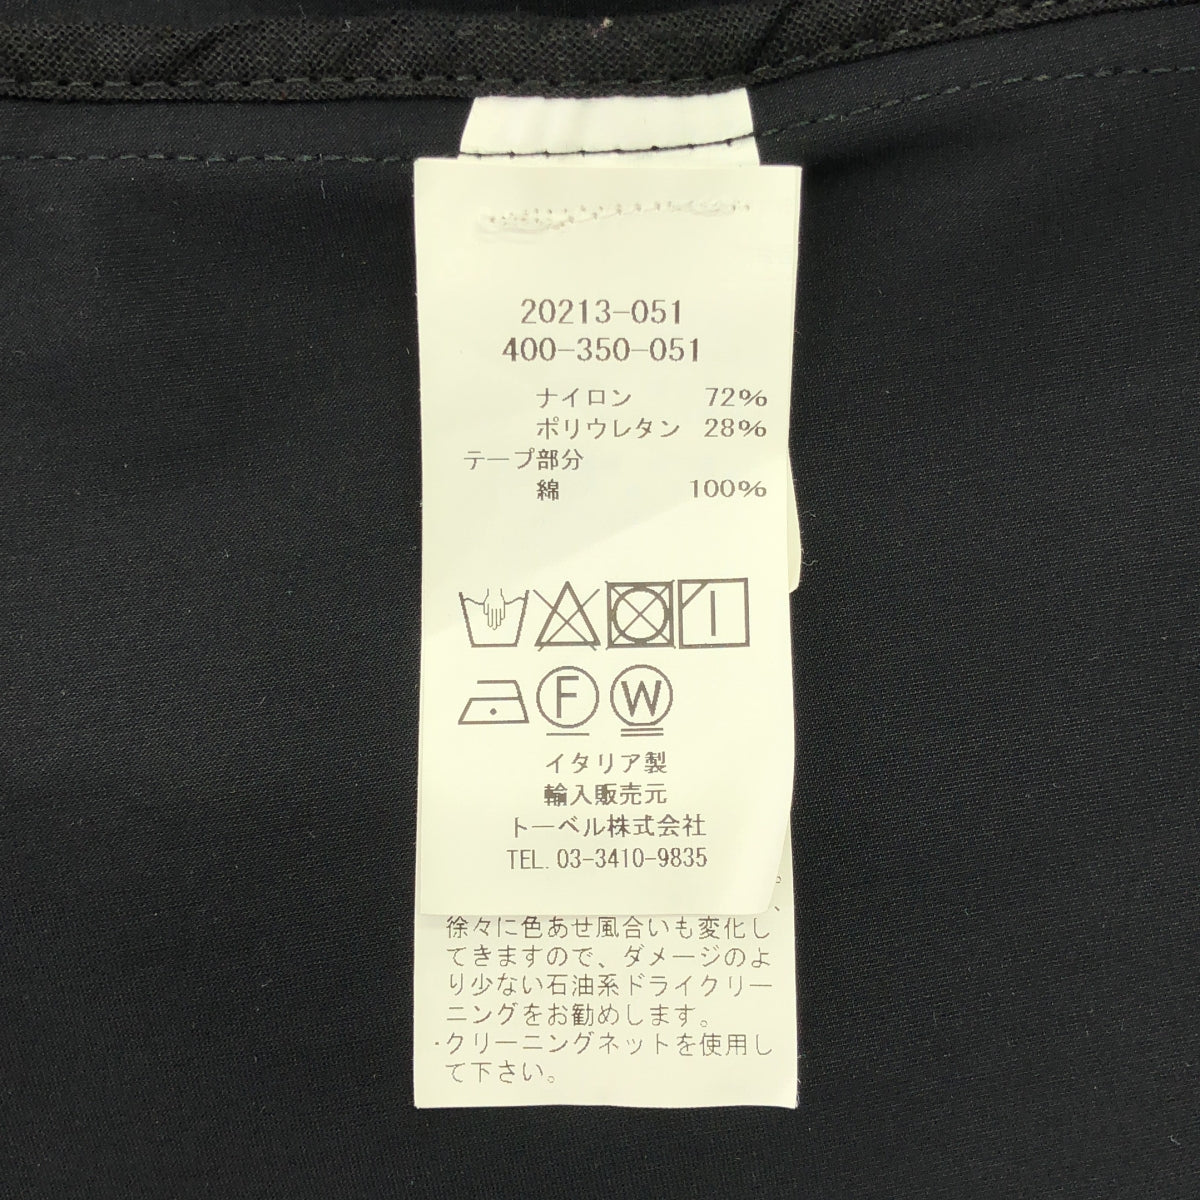 20213-051
400-350-051
ナイロン 72%
ポリウレタン 28%
テープ部分
綿 100%
F W
イタリア製
輸入販売元
トーベル株式会社
TEL. 03-3410-9835
徐々に色あせ風合いも変化し
てきますので、ダメージのよ
り少ない石油系ドライクリー
ニングをお勧めします。
・クリーニングネットを使用し
て下さい。